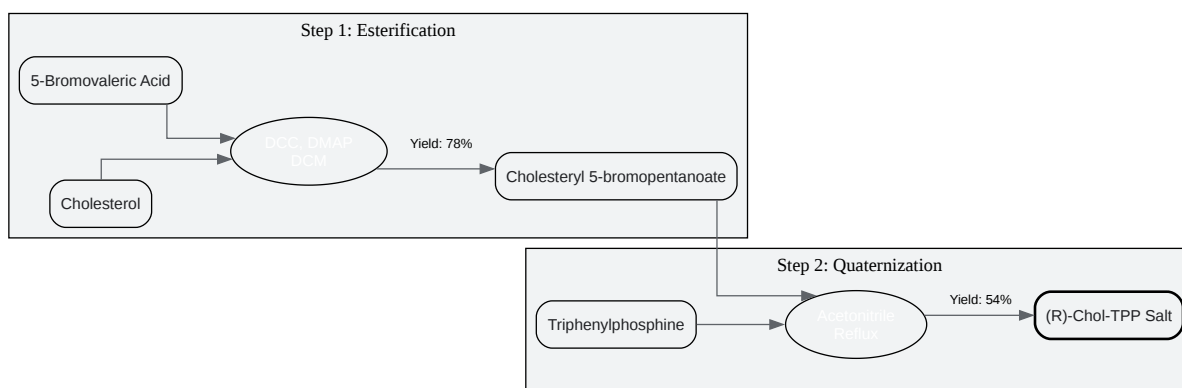 Step 1: Esterification
5-Bromovaleric Acid
DCC, DMAP
DCM
Yield: 78%
Cholesteryl 5-bromopentanoate
Cholesterol
Step 2: Quaternization
Triphenylphosphine
Acetonitrile
Reflux
Yield: 54%
(R)-Chol-TPP Salt